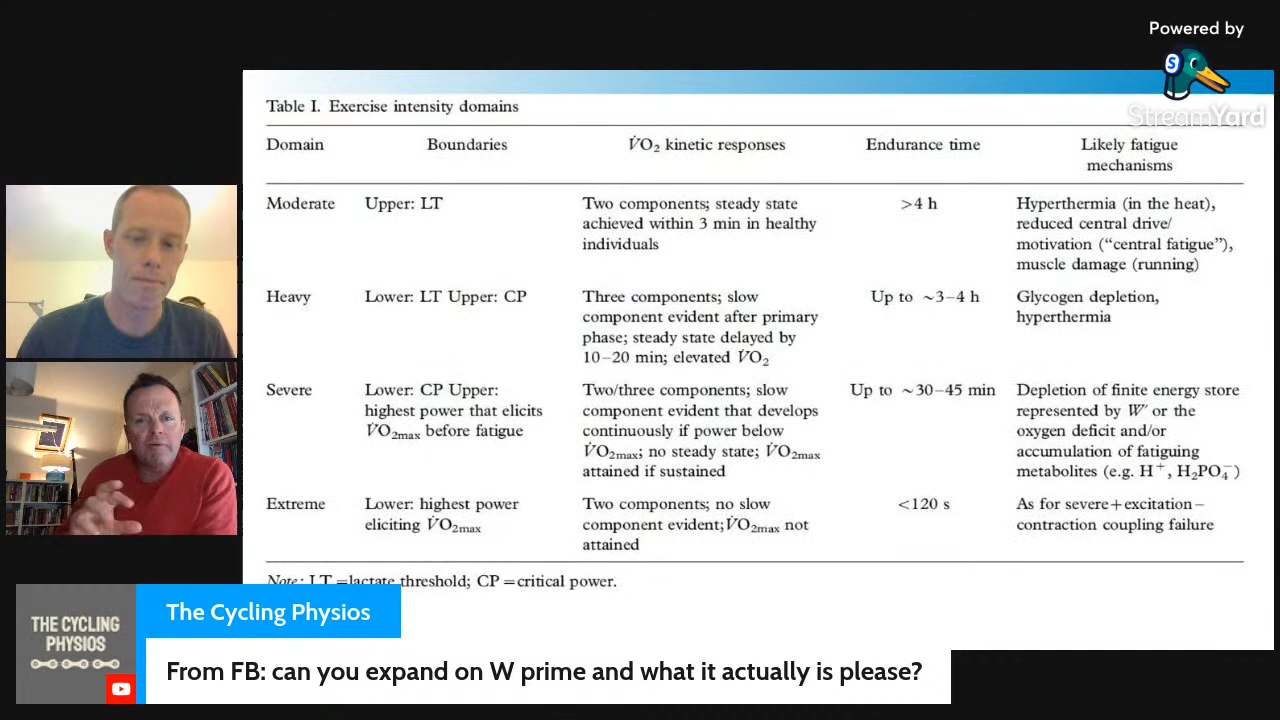 Powered by
S
StreamYard
Table I. Exercise intensity domains
Domain Boundaries V̇O₂ kinetic responses Endurance time Likely fatigue
mechanisms
Moderate Upper: LT Two components; steady state >4 h Hyperthermia (in the heat),
achieved within 3 min in healthy reduced central drive/
individuals motivation (“central fatigue”),
muscle damage (running)
Heavy Lower: LT Upper: CP Three components; slow Up to ~3–4 h Glycogen depletion,
component evident after primary hyperthermia
phase; steady state delayed by
10–20 min; elevated V̇O₂
Severe Lower: CP Upper: Two/three components; slow Up to ~30–45 min Depletion of finite energy store
highest power that elicits component evident that develops represented by W′ or the
V̇O₂max before fatigue continuously if power below oxygen deficit and/or
V̇O₂max; no steady state; V̇O₂max accumulation of fatiguing
attained if sustained metabolites (e.g. H⁺, H₂PO₄⁻)
Extreme Lower: highest power Two components; no slow <120 s As for severe+excitation–
eliciting V̇O₂max component evident;V̇O₂max not contraction coupling failure
attained
Note: LT =lactate threshold; CP =critical power.
THE CYCLING
PHYSIOS
The Cycling Physios
From FB: can you expand on W prime and what it actually is please?